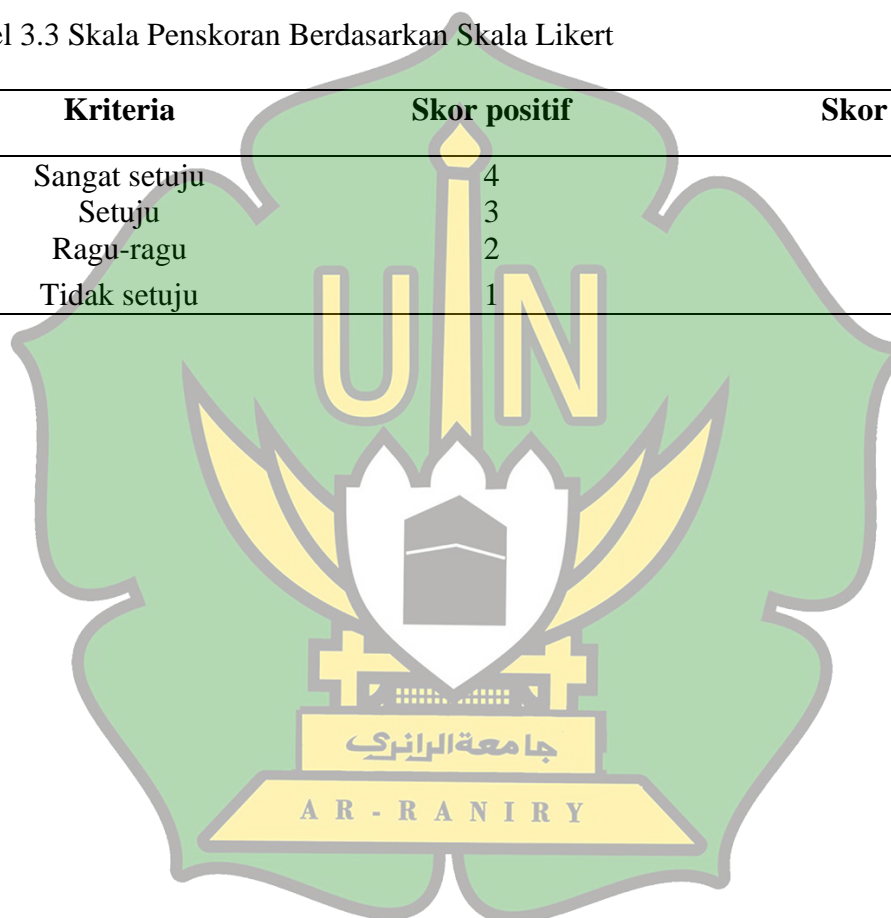 el 3.3 Skala Penskoran Berdasarkan Skala Likert
Kriteria Skor positif Skor
Sangat setuju 4
Setuju 3
Ragu-ragu 2
Tidak setuju 1
UIN
جامعة الرانري
AR-RANIRY